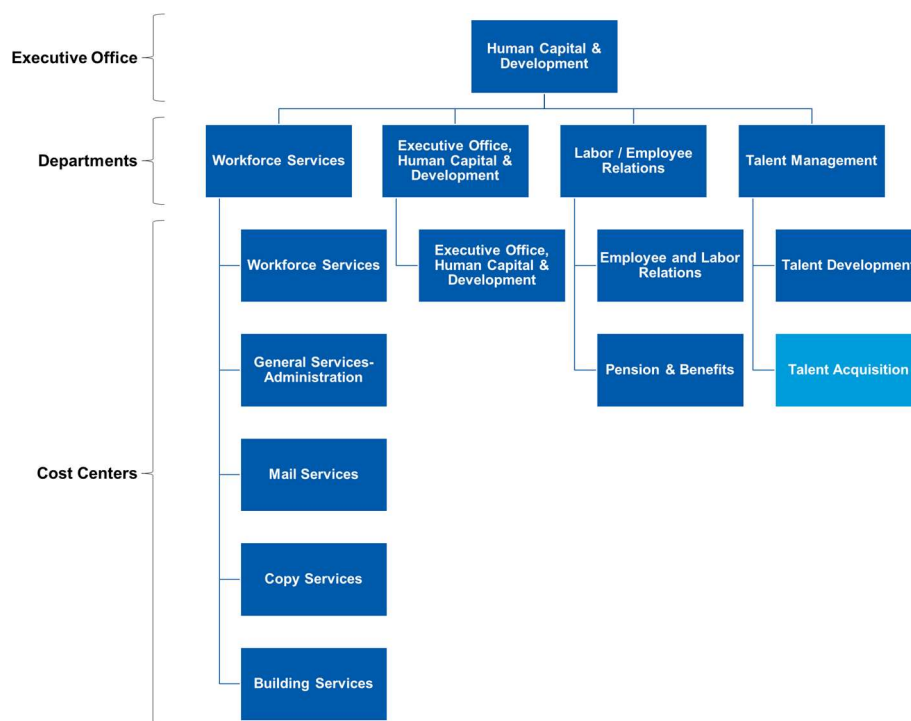 Executive Office
Human Capital &
Development
Departments
Workforce Services
Executive Office,
Human Capital &
Development
Labor / Employee
Relations
Talent Management
Cost Centers
Workforce Services
General Services-
Administration
Mail Services
Copy Services
Building Services
Executive Office,
Human Capital &
Development
Employee and Labor
Relations
Pension & Benefits
Talent Development
Talent Acquisition